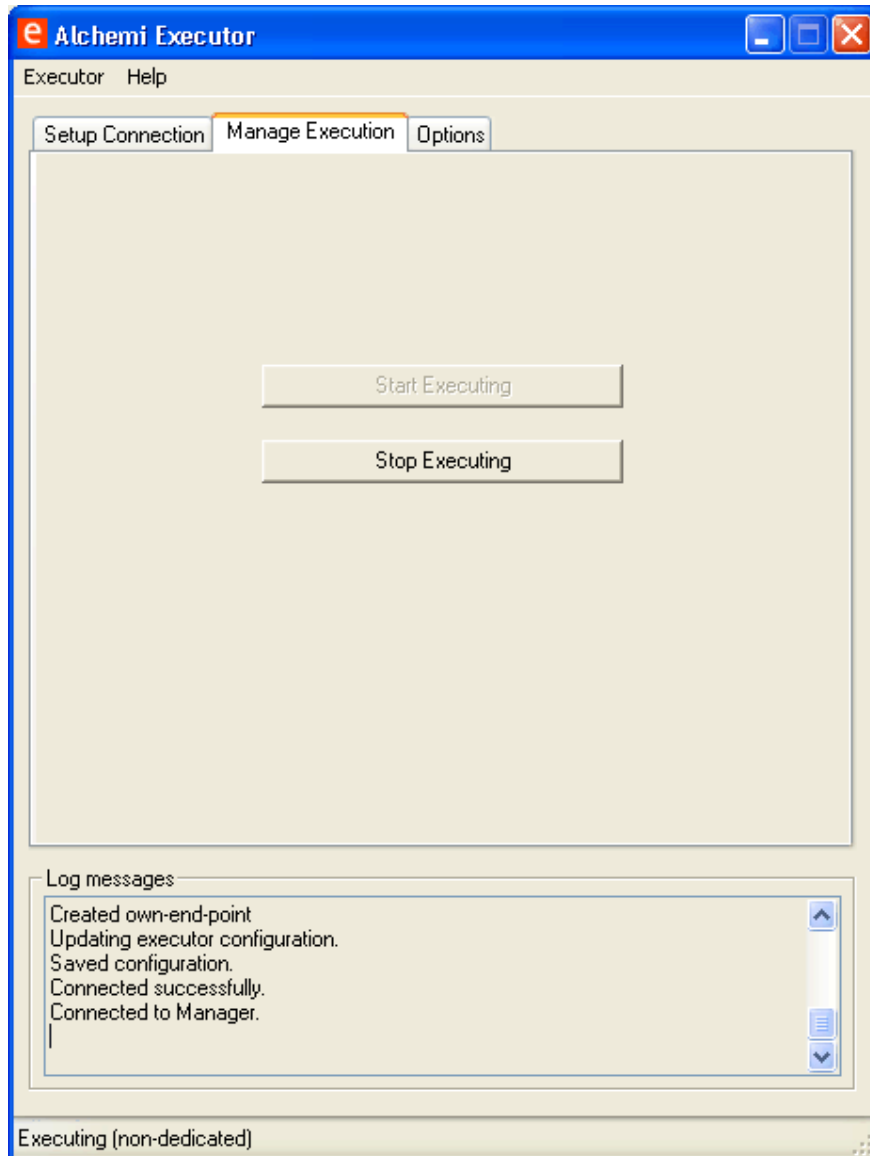 e Alchemi Executor
Executor Help
Setup Connection Manage Execution Options
Start Executing
Stop Executing
Log messages
Created own-end-point
Updating executor configuration.
Saved configuration.
Connected successfully.
Connected to Manager.
Executing (non-dedicated)